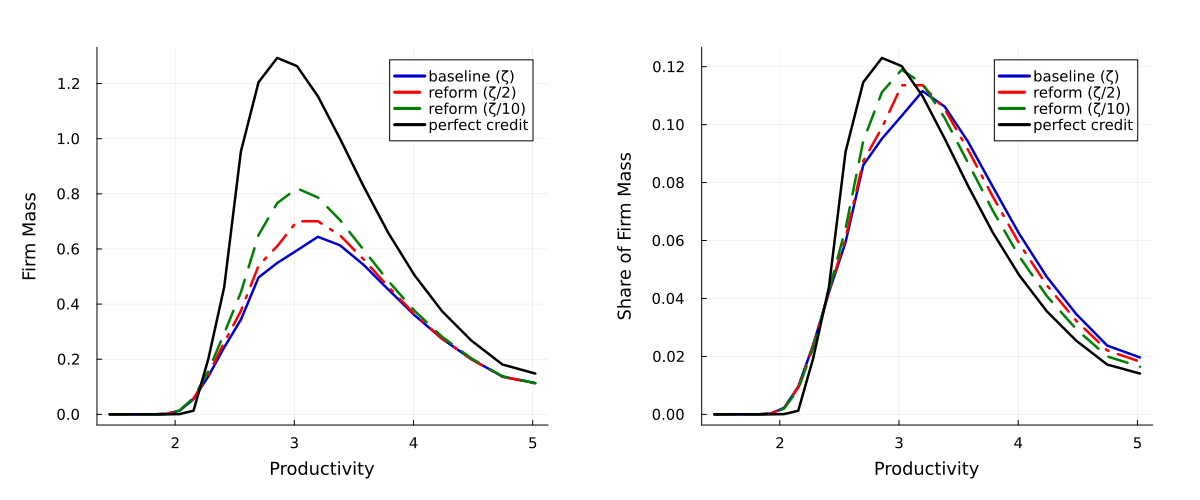 Firm Mass
1.2
1.0
0.8
0.6
0.4
0.2
0.0
baseline (ζ)
reform (ζ/2)
reform (ζ/10)
perfect credit
2 3 4 5
Productivity
Share of Firm Mass
0.12
0.10
0.08
0.06
0.04
0.02
0.00
baseline (ζ)
reform (ζ/2)
reform (ζ/10)
perfect credit
2 3 4 5
Productivity